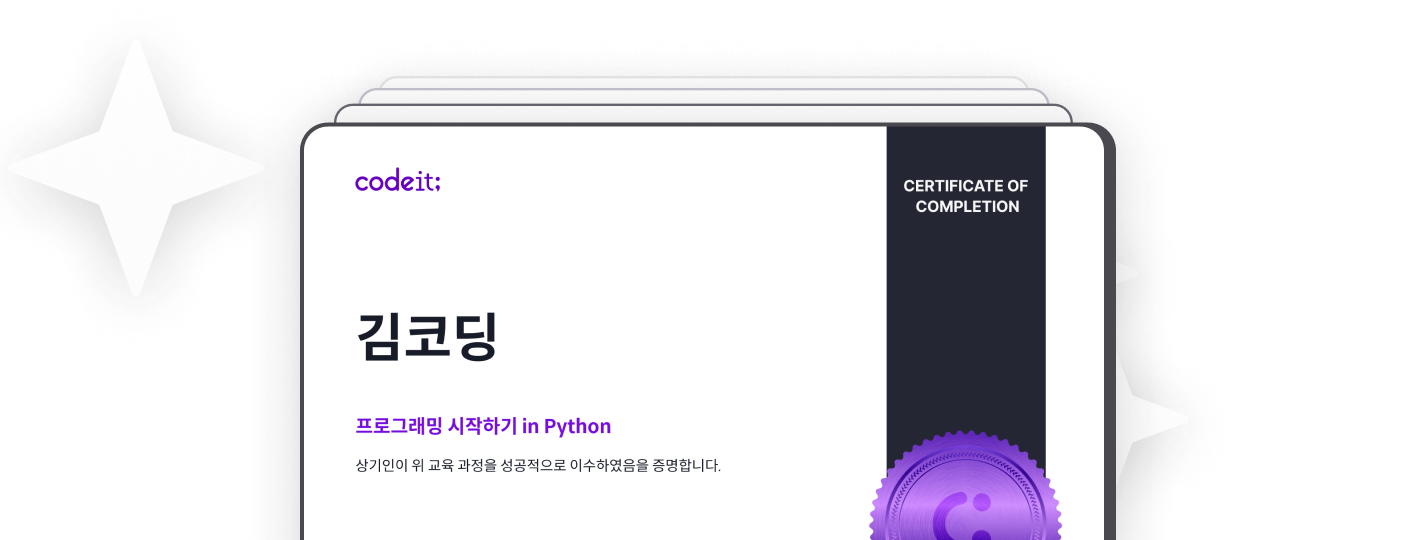 codeit;
CERTIFICATE OF
COMPLETION
김코딩
프로그래밍 시작하기 in Python
상기인이 위 교육 과정을 성공적으로 이수하였음을 증명합니다.